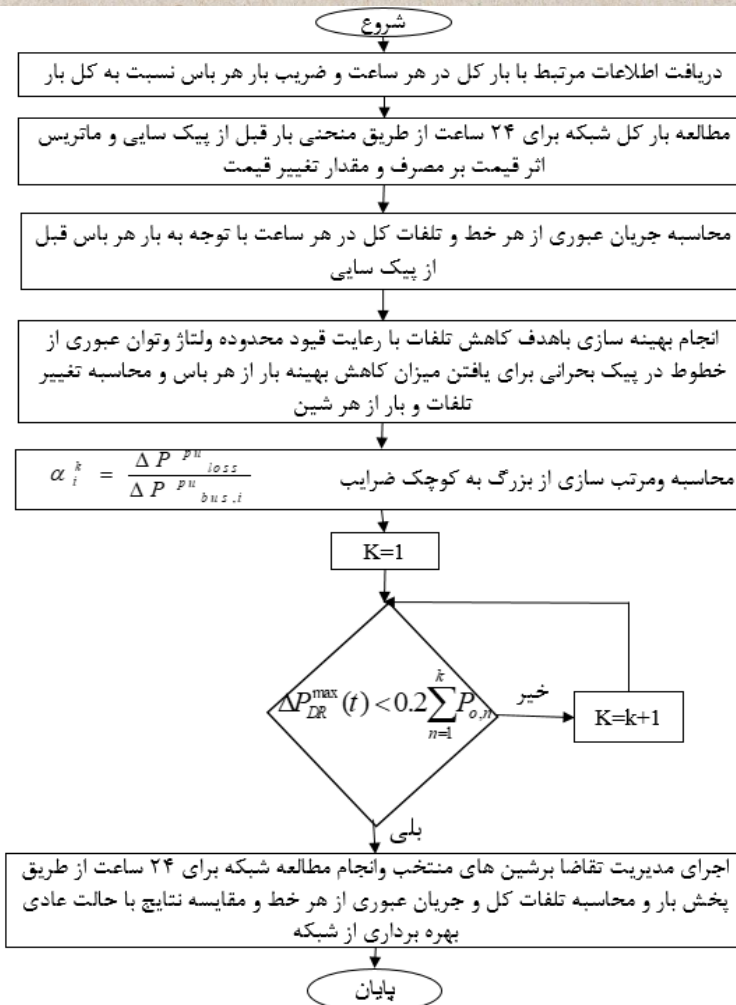 شروع
دریافت اطلاعات مرتبط با بار کل در هر ساعت و ضریب بار هر باس نسبت به کل بار
مطالعه بار کل شبکه برای ۲۴ ساعت از طریق منحنی بار قبل از پیک سایی و ماتریس
اثر قیمت بر مصرف و مقدار تغییر قیمت
محاسبه جریان عبوری از هر خط و تلفات کل در هر ساعت با توجه به بار هر باس قبل
از پیک سایی
انجام بهینه سازی باهدف کاهش تلفات با رعایت قیود محدوده ولتاژ وتوان عبوری از
خطوط در پیک بحرانی برای یافتن میزان کاهش بهینه بار از هر باس و محاسبه تغییر
تلفات و بار از هر شین
محاسبه ومرتب سازی از بزرگ به کوچک ضرایب α_i^k = ΔP^{pu}_{loss} / ΔP^{pu}_{bus,i}
K=1
ΔP_{DR}^{max}(t) < 0.2 ∑_{n=1}^{k} P_{o,n}
خیر
K=k+1
بلی
اجرای مدیریت تقاضا برشین های منتخب وانجام مطالعه شبکه برای ۲۴ ساعت از طریق
پخش بار و محاسبه تلفات کل و جریان عبوری از هر خط و مقایسه نتایج با حالت عادی
بهره برداری از شبکه
پایان